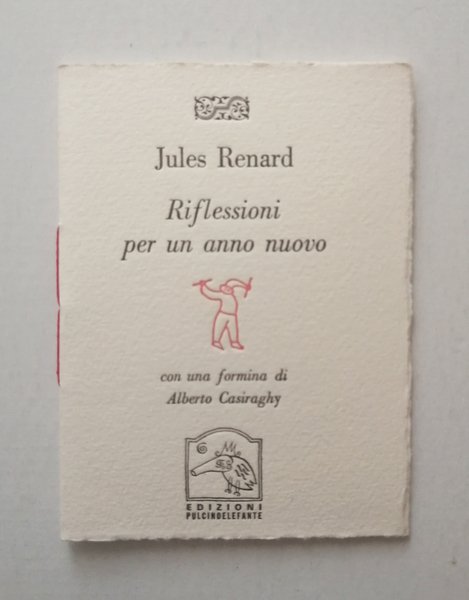 Jules Renard
Riflessioni
per un anno nuovo
con una formina di
Alberto Casiraghy
EDIZIONI
PULCINOELEFANTE